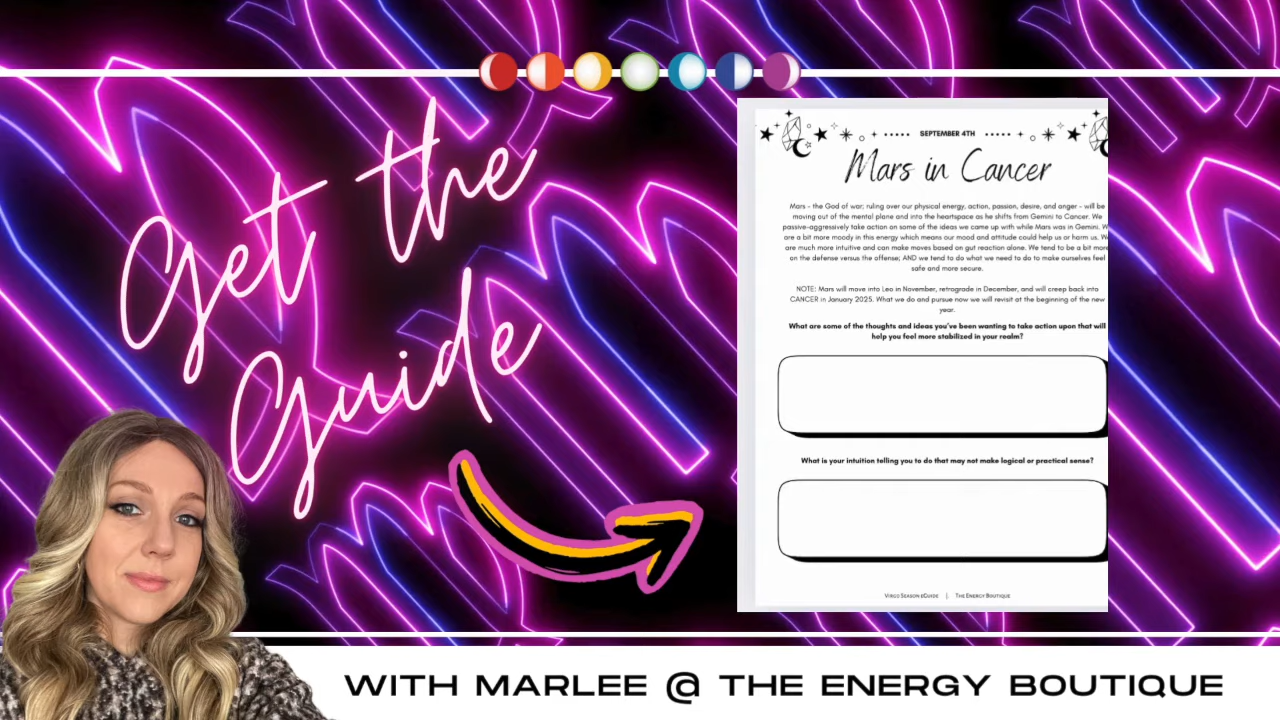 Get the
Guide
SEPTEMBER 4TH
Mars in Cancer
Mars - the God of war; ruling over our physical energy, action, passion, desire, and anger - will be
moving out of the mental plane and into the heartspace as he shifts from Gemini to Cancer. We
passive-aggressively take action on some of the ideas we came up with while Mars was in Gemini. W
are a bit more moody in this energy which means our mood and attitude could help us or harm us. W
are much more intuitive and can make moves based on gut reaction alone. We tend to be a bit more
on the defense versus the offense; AND we tend to do what we need to do to make ourselves feel
safe and more secure.
NOTE: Mars will move into Leo in November, retrograde in December, and will creep back into
CANCER in January 2025. What we do and pursue now we will revisit at the beginning of the new
year.
What are some of the thoughts and ideas you've been wanting to take action upon that will
help you feel more stabilized in your realm?
What is your intuition telling you to do that may not make logical or practical sense?
VIRGO SEASON EGUIDE | THE ENERGY BOUTIQUE
WITH MARLEE @ THE ENERGY BOUTIQUE